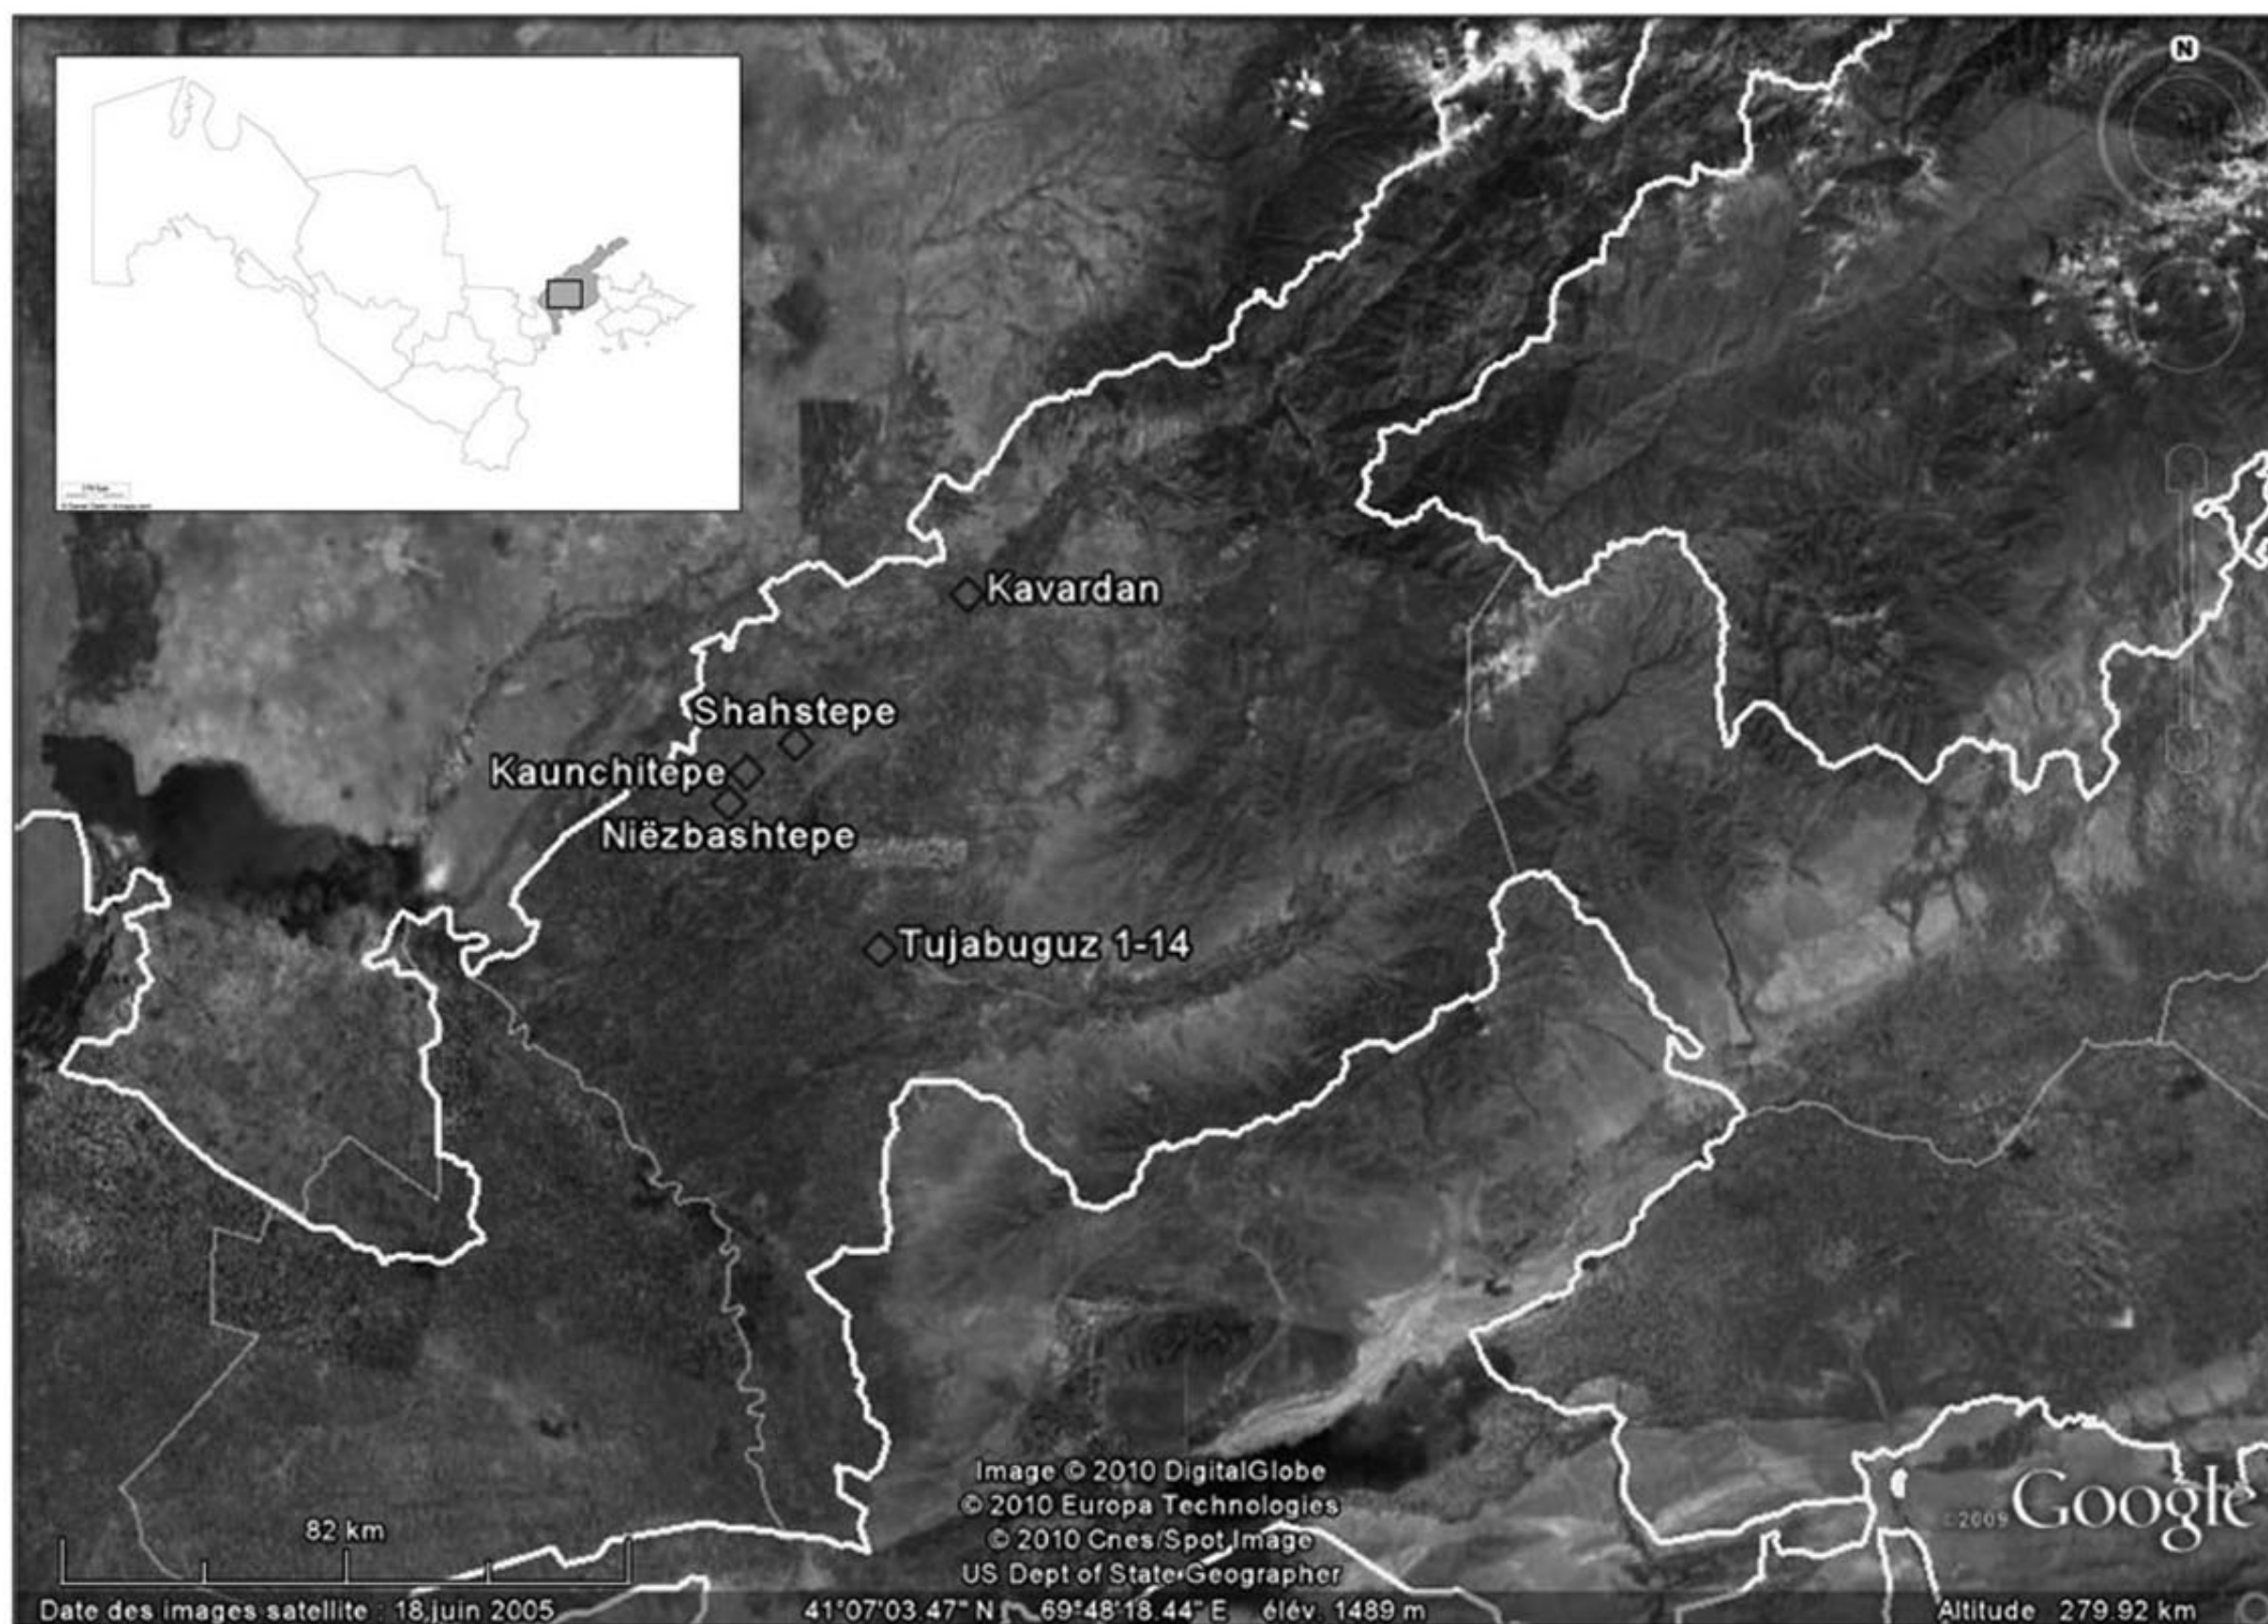 N
Kavardan
Shahstepe
Kaunchitepe
Niëzbashtepe
Tujabuguz 1-14
Image © 2010 DigitalGlobe
© 2010 Europa Technologies
© 2010 Cnes/Spot Image
US Dept of State Geographer
©2009 Google
82 km
Date des images satellite : 18 juin 2005 41°07'03.47" N 69°48'18.44" E élév. 1489 m Altitude 279.92 km